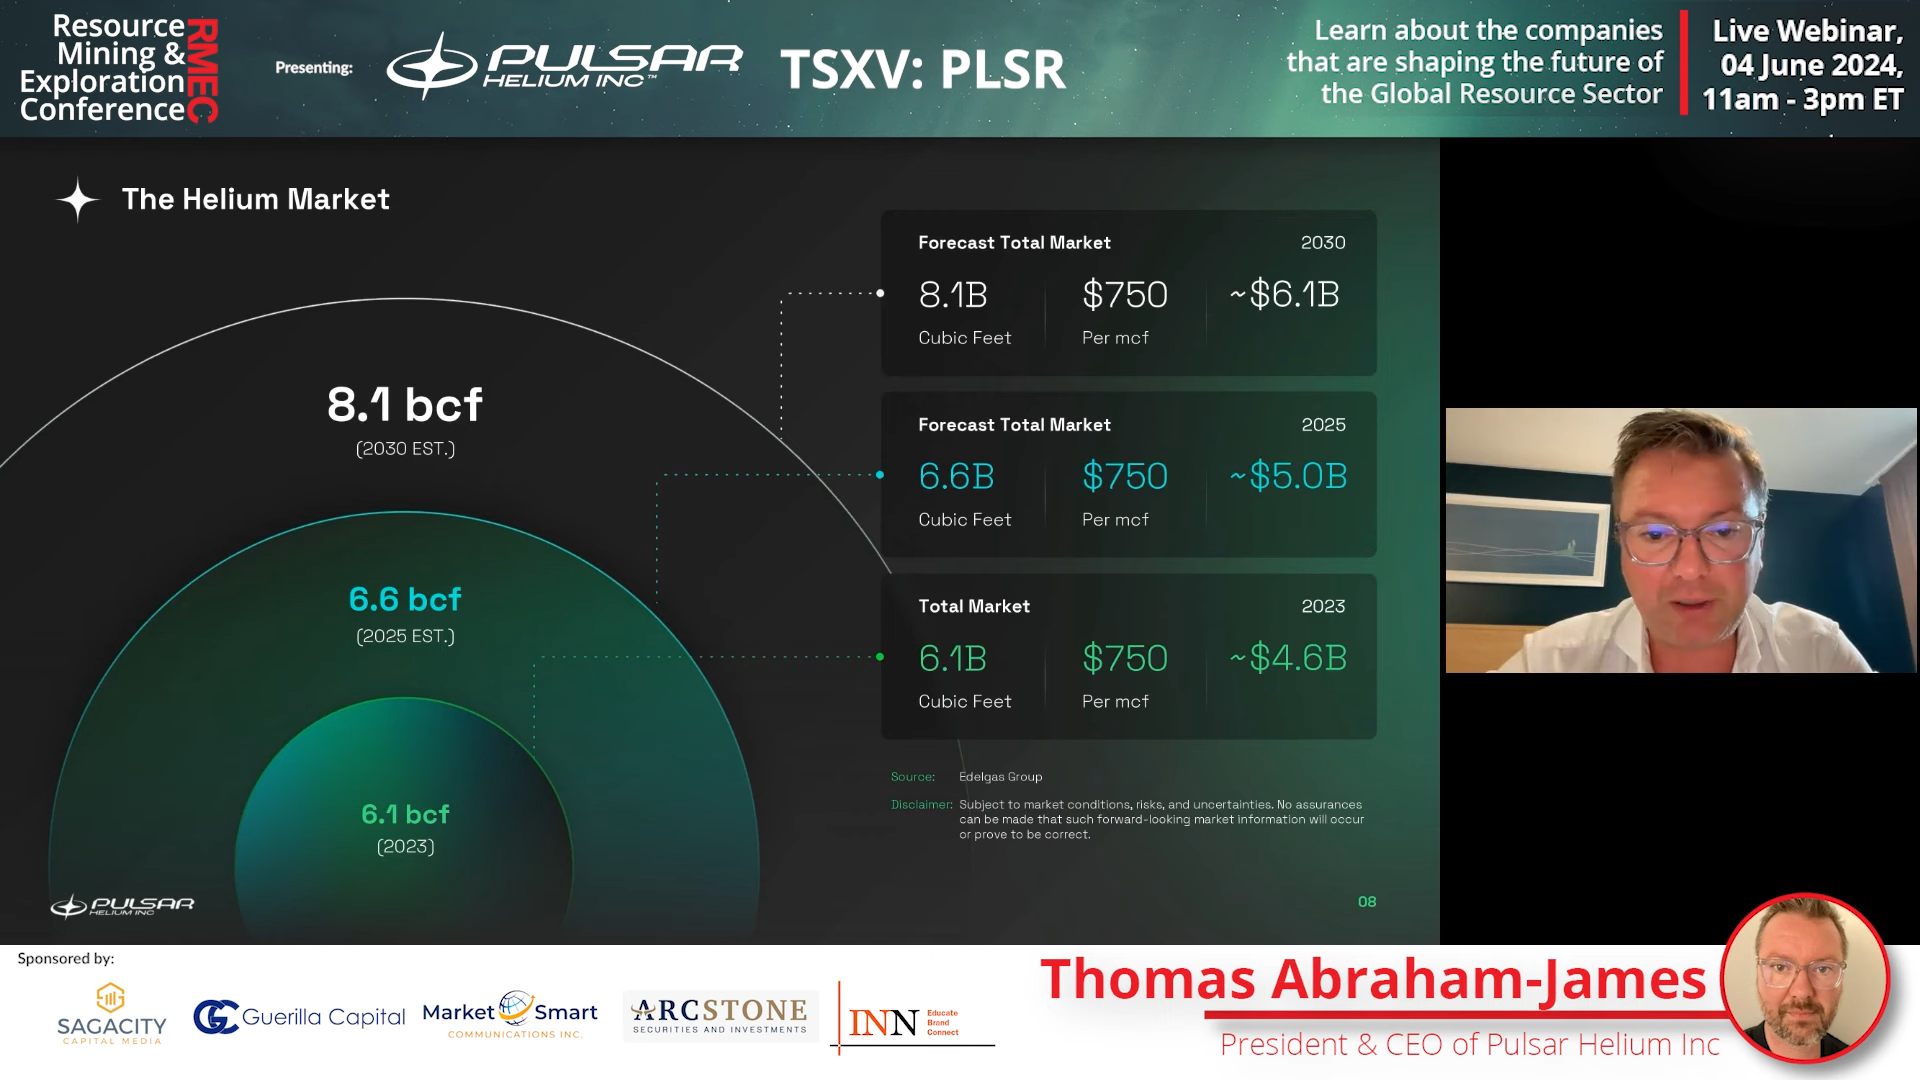 Resource
Mining &
Exploration
Conference
RMEC
Presenting:
PULSAR
HELIUM INC™
TSXV: PLSR
Learn about the companies
that are shaping the future of
the Global Resource Sector
Live Webinar,
04 June 2024,
11am - 3pm ET
The Helium Market
8.1 bcf
(2030 EST.)
6.6 bcf
(2025 EST.)
6.1 bcf
(2023)
Forecast Total Market 2030
8.1B $750 ~$6.1B
Cubic Feet Per mcf
Forecast Total Market 2025
6.6B $750 ~$5.0B
Cubic Feet Per mcf
Total Market 2023
6.1B $750 ~$4.6B
Cubic Feet Per mcf
Source: Edelgas Group
Disclaimer: Subject to market conditions, risks, and uncertainties. No assurances
can be made that such forward-looking market information will occur
or prove to be correct.
PULSAR
HELIUM INC
08
Sponsored by:
SAGACITY
CAPITAL MEDIA
GC Guerilla Capital
Market Smart
COMMUNICATIONS INC.
ARCSTONE
SECURITIES AND INVESTMENTS
INN
Educate
Brand
Connect
Thomas Abraham-James
President & CEO of Pulsar Helium Inc